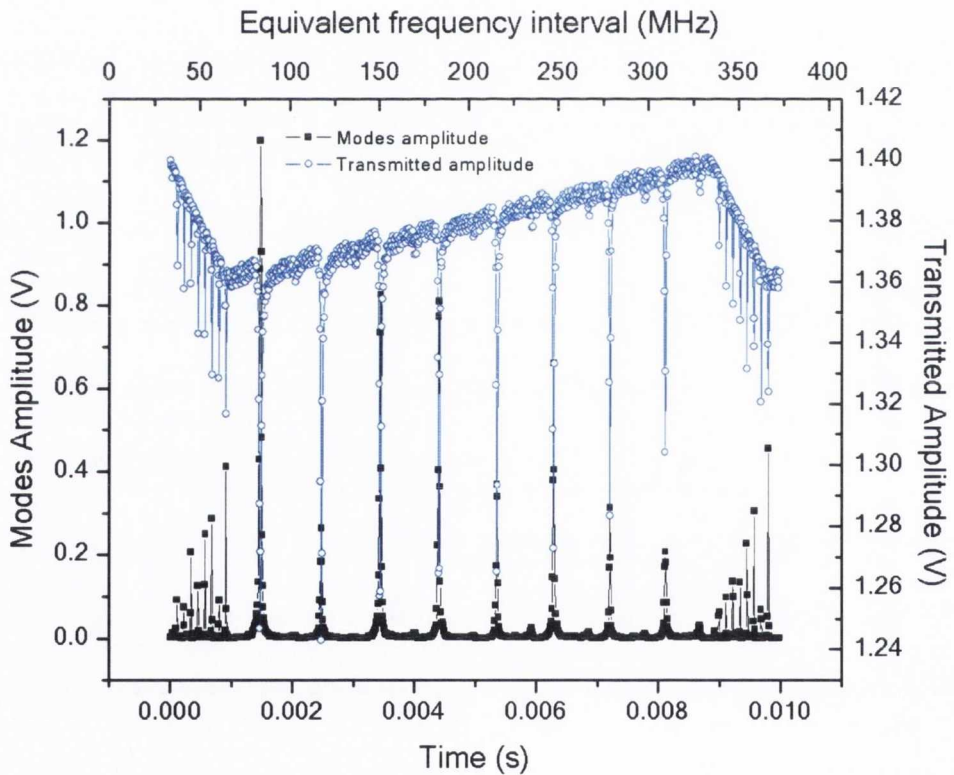 Equivalent frequency interval (MHz)
0 50 100 150 200 250 300 350 400
Modes amplitude
Transmitted amplitude
Modes Amplitude (V)
1.2
1.0
0.8
0.6
0.4
0.2
0.0
1.42
1.40
1.38
1.36
1.34
1.32
1.30
1.28
1.26
1.24
Transmitted Amplitude (V)
0.000 0.002 0.004 0.006 0.008 0.010
Time (s)